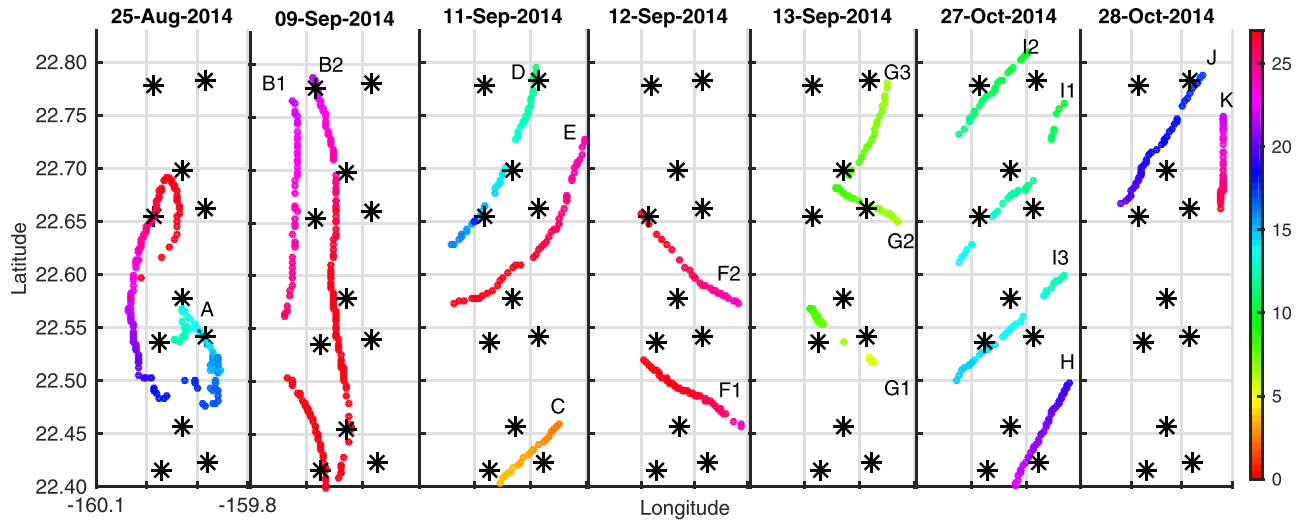 25-Aug-2014 09-Sep-2014 11-Sep-2014 12-Sep-2014 13-Sep-2014 27-Oct-2014 28-Oct-2014
22.80
22.75
22.70
22.65
22.60
22.55
22.50
22.45
22.40
Latitude
-160.1 -159.8
Longitude
A
B1
B2
C
D
E
F2
F1
G3
G2
G1
I2
I1
I3
H
J
K
25
20
15
10
5
0